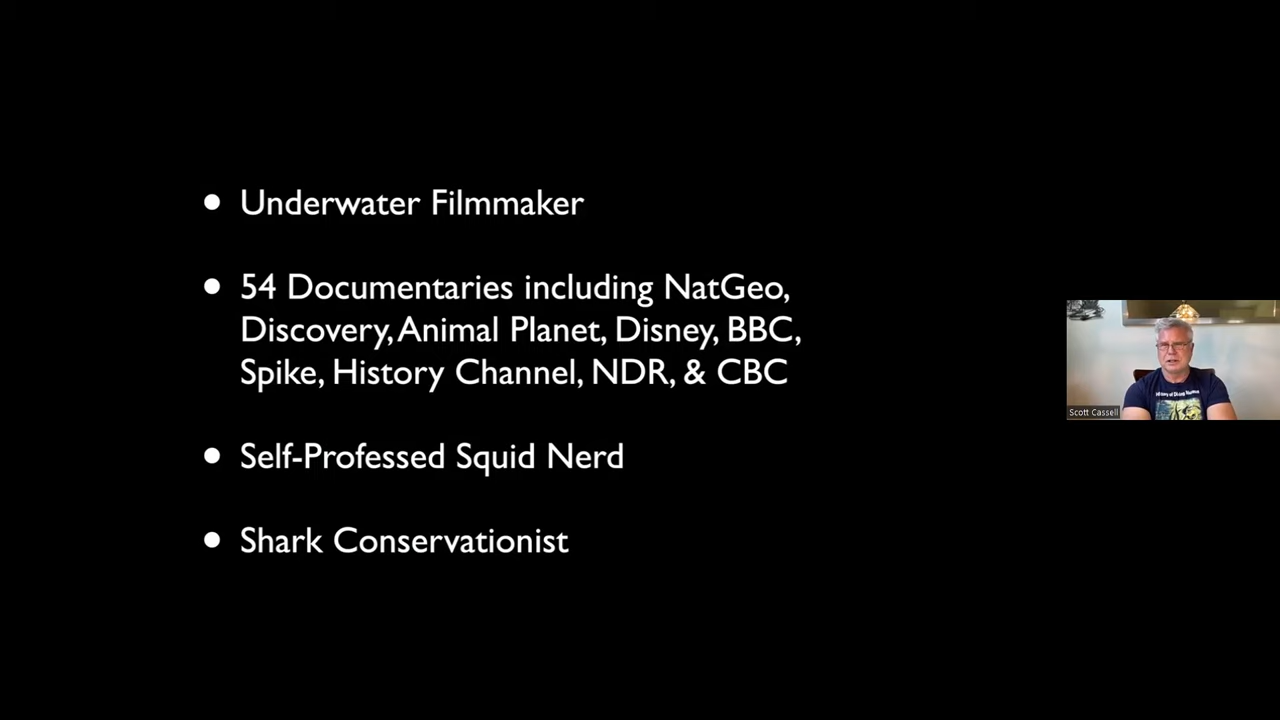 • Underwater Filmmaker
• 54 Documentaries including NatGeo,
Discovery, Animal Planet, Disney, BBC,
Spike, History Channel, NDR, & CBC
• Self-Professed Squid Nerd
• Shark Conservationist
Scott Cassell